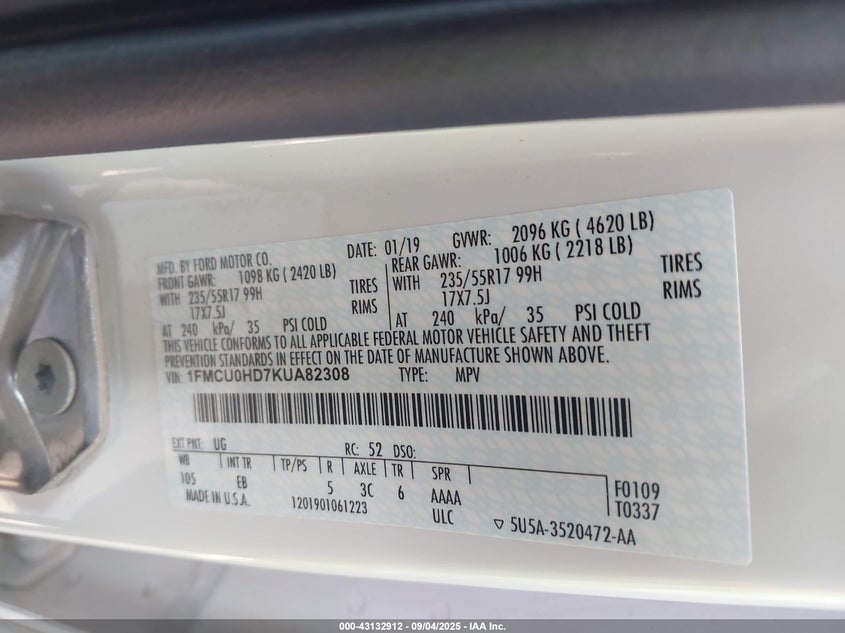 MFD. BY FORD MOTOR CO. DATE: 01/19 GVWR: 2096 KG ( 4620 LB)
FRONT GAWR: 1098 KG ( 2420 LB) REAR GAWR: 1006 KG ( 2218 LB)
WITH 235/55R17 99H TIRES WITH 235/55R17 99H TIRES
17X7.5J RIMS 17X7.5J RIMS
AT 240 kPa/ 35 PSI COLD AT 240 kPa/ 35 PSI COLD
THIS VEHICLE CONFORMS TO ALL APPLICABLE FEDERAL MOTOR VEHICLE SAFETY AND THEFT
PREVENTION STANDARDS IN EFFECT ON THE DATE OF MANUFACTURE SHOWN ABOVE.
VIN: 1FMCU0HD7KUA82308 TYPE: MPV
EXT PNT: UG RC: 52 DSO:
WB INT TR TP/PS R AXLE TR SPR
105 EB 5 3C 6 AAAA F0109
MADE IN U.S.A. 1201901061223 ULC T0337
▽ 5U5A-3520472-AA
000-43132912 - 09/04/2025 - IAA Inc.